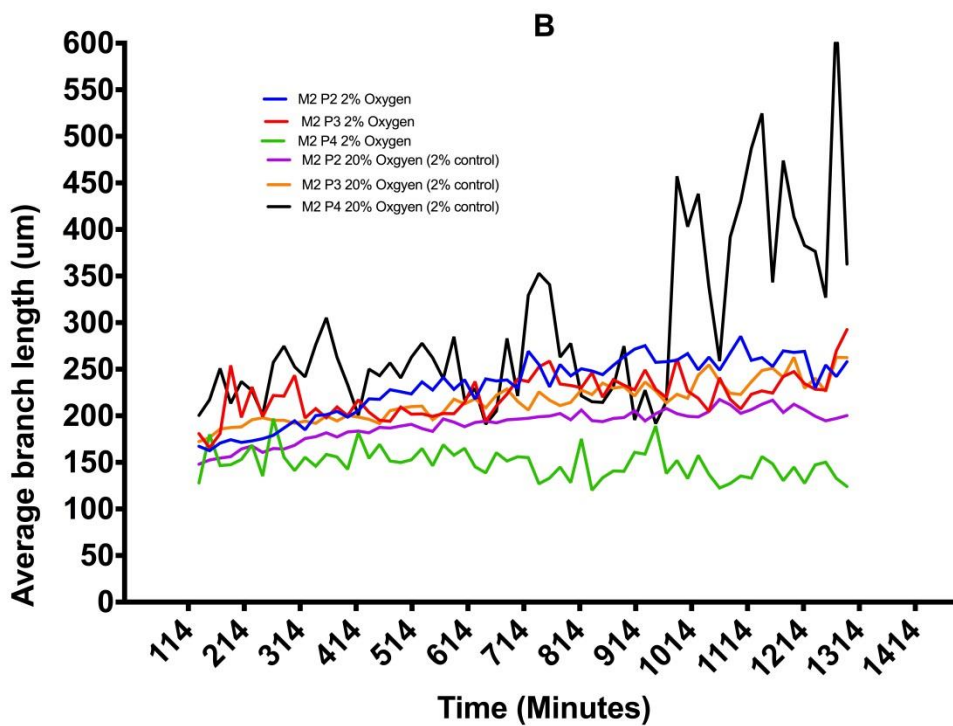 B
600
550
500
450
400
350
300
250
200
150
100
50
0
Average branch length (um)
M2 P2 2% Oxygen
M2 P3 2% Oxygen
M2 P4 2% Oxygen
M2 P2 20% Oxgyen (2% control)
M2 P3 20% Oxgyen (2% control)
M2 P4 20% Oxgyen (2% control)
114 214 314 414 514 614 714 814 914 1014 1114 1214 1314 1414
Time (Minutes)